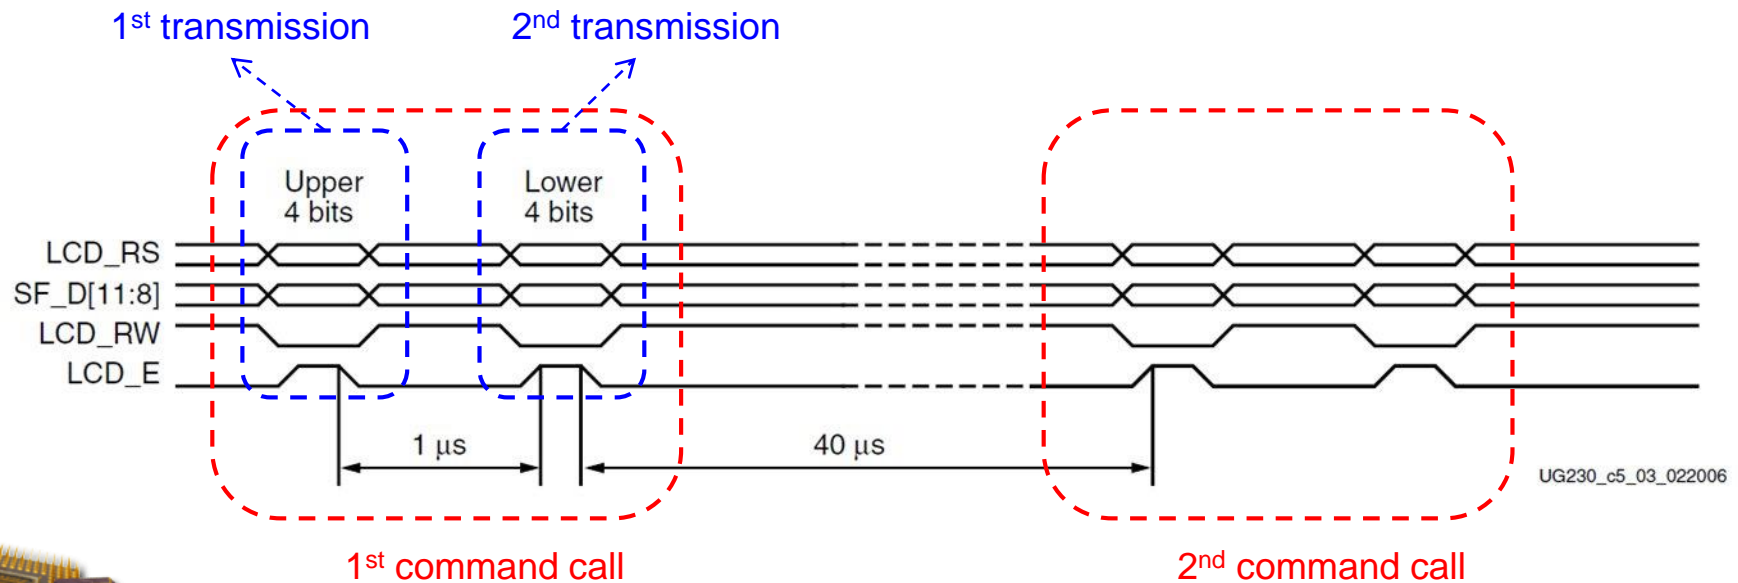 1st transmission
2nd transmission
Upper
4 bits
Lower
4 bits
LCD_RS
SF_D[11:8]
LCD_RW
LCD_E
1 μs
40 μs
UG230_c5_03_022006
1st command call
2nd command call